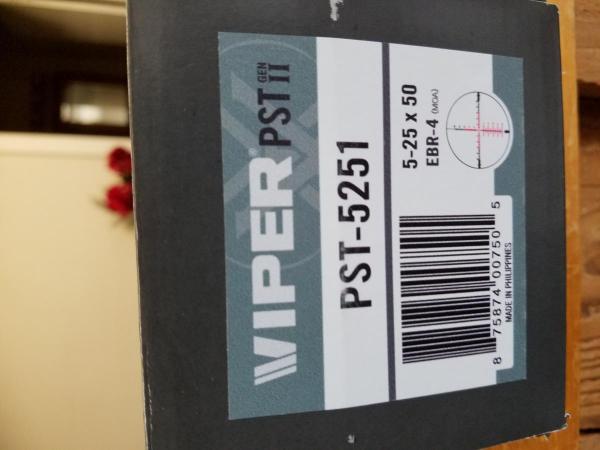 VIPER® PST GEN II
PST-5251
5-25 x 50
EBR-4 (MOA)
8 75874 00750 5
MADE IN PHILIPPINES